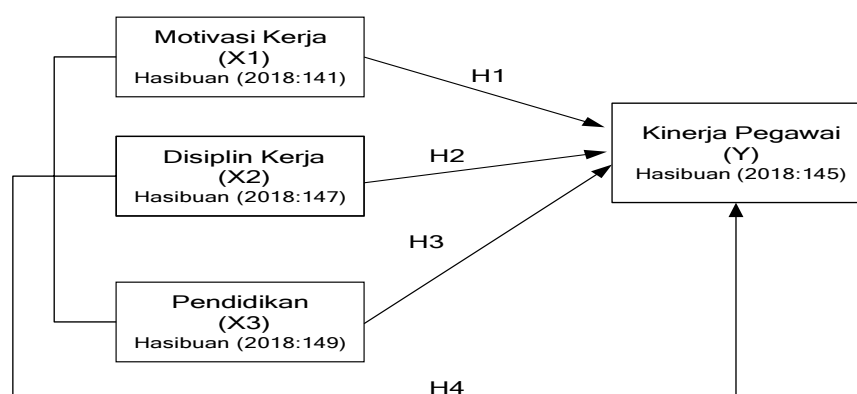 Motivasi Kerja
(X1)
Hasibuan (2018:141)
H1
Disiplin Kerja
(X2)
Hasibuan (2018:147)
H2
Kinerja Pegawai
(Y)
Hasibuan (2018:145)
H3
Pendidikan
(X3)
Hasibuan (2018:149)
H4